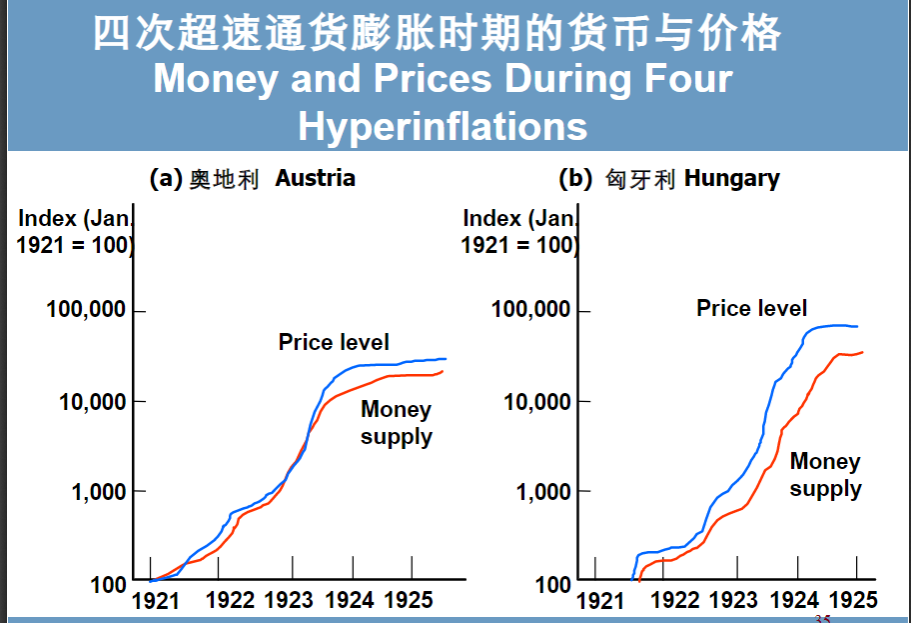 四次超速通货膨胀时期的货币与价格
Money and Prices During Four
Hyperinflations
(a) 奥地利 Austria
(b) 匈牙利 Hungary
Index (Jan.
1921 = 100)
100,000
10,000
1,000
100
Price level
Money
supply
1921 1922 1923 1924 1925
Index (Jan.
1921 = 100)
100,000
10,000
1,000
100
Price level
Money
supply
1921 1922 1923 1924 1925
35